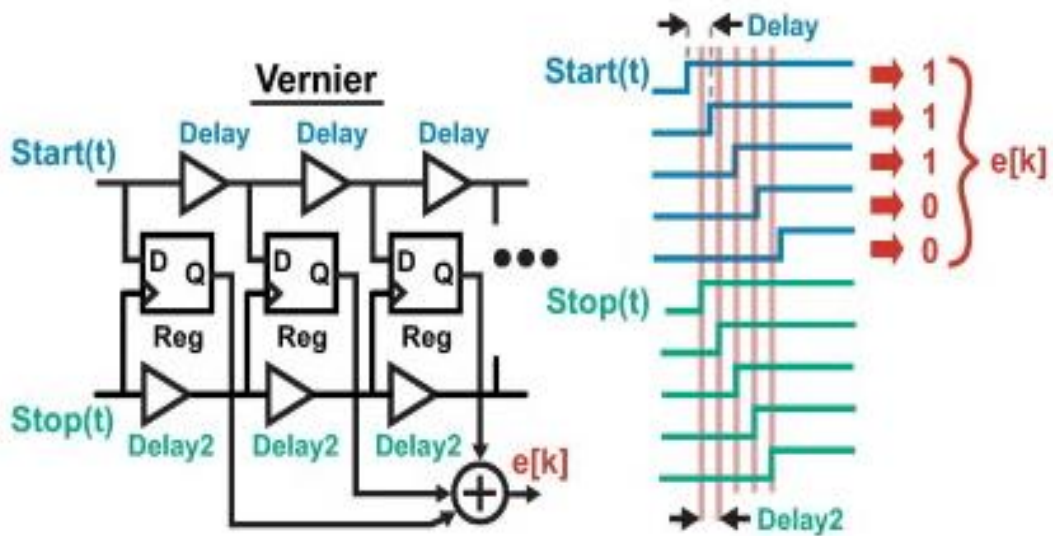 Vernier
Delay Delay Delay
Start(t)
D Q D Q D Q
Reg Reg Reg
Stop(t)
Delay2 Delay2 Delay2
e[k]
+
Delay
Start(t)
1
1
1
0
0
e[k]
Stop(t)
Delay2